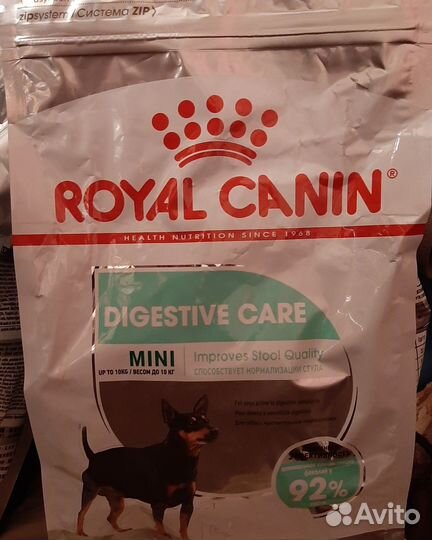 zipsystem / Система ZIP
ROYAL CANIN®
HEALTH NUTRITION SINCE 1968
DIGESTIVE CARE
MINI
Improves Stool Quality
UP TO 10KG / ВЕСОМ ДО 10 КГ
СПОСОБСТВУЕТ НОРМАЛИЗАЦИИ СТУЛА
92%
Avito